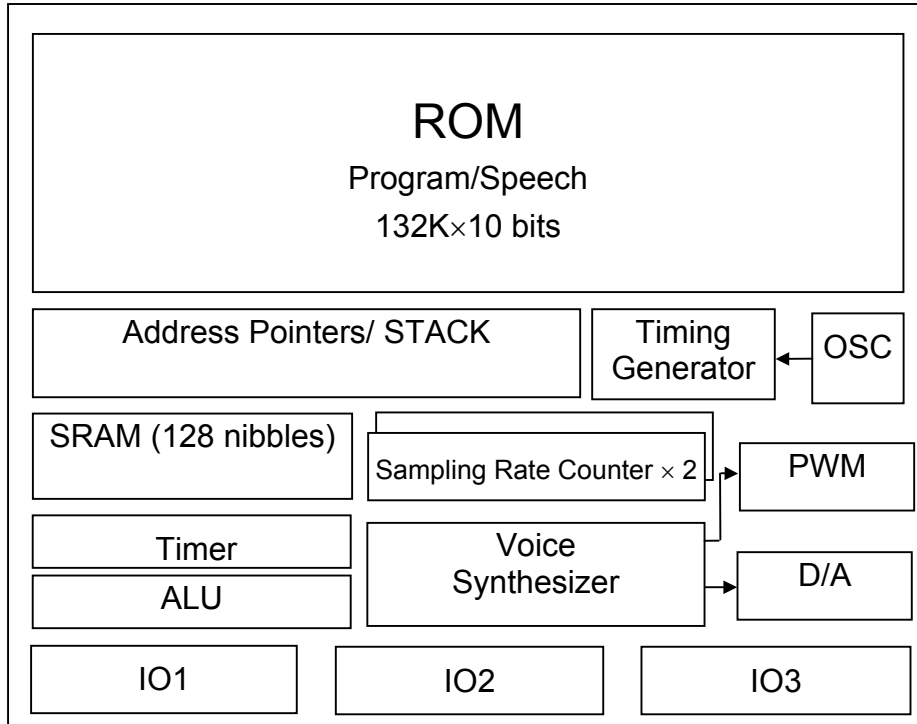 ROM
Program/Speech
132K×10 bits
Address Pointers/ STACK
Timing
Generator
OSC
SRAM (128 nibbles)
Sampling Rate Counter × 2
PWM
Timer
Voice
Synthesizer
D/A
ALU
IO1
IO2
IO3